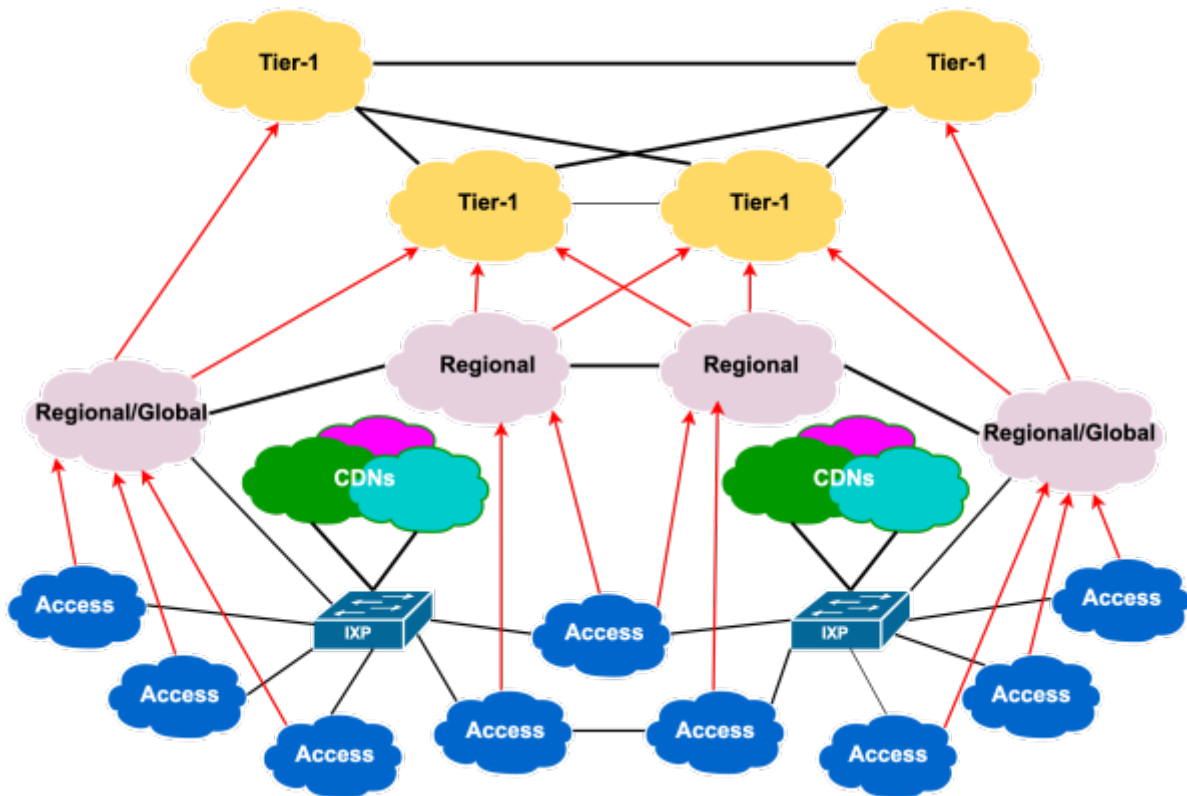 Tier-1
Tier-1
Tier-1
Tier-1
Regional
Regional
Regional/Global
Regional/Global
CDNs
CDNs
Access
Access
Access
IXP
IXP
Access
Access
Access
Access
Access
Access